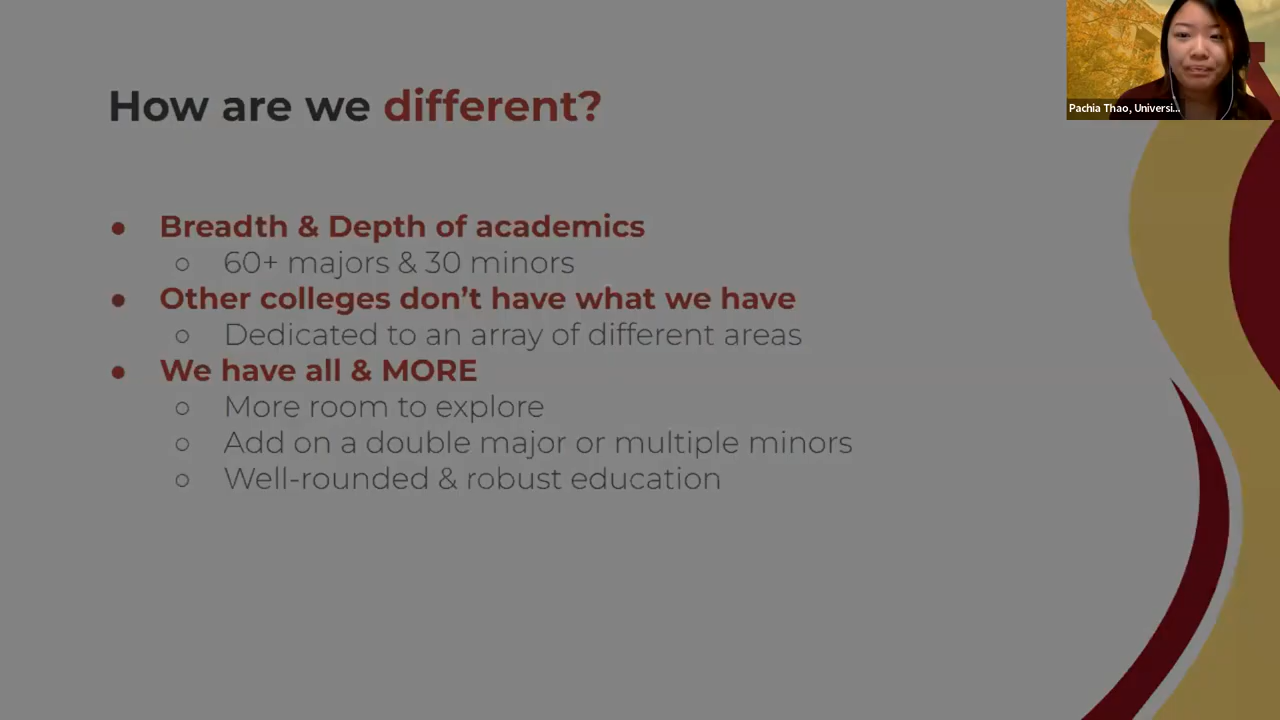 How are we different?
● Breadth & Depth of academics
○ 60+ majors & 30 minors
● Other colleges don't have what we have
○ Dedicated to an array of different areas
● We have all & MORE
○ More room to explore
○ Add on a double major or multiple minors
○ Well-rounded & robust education
Pachia Thao, Universi...